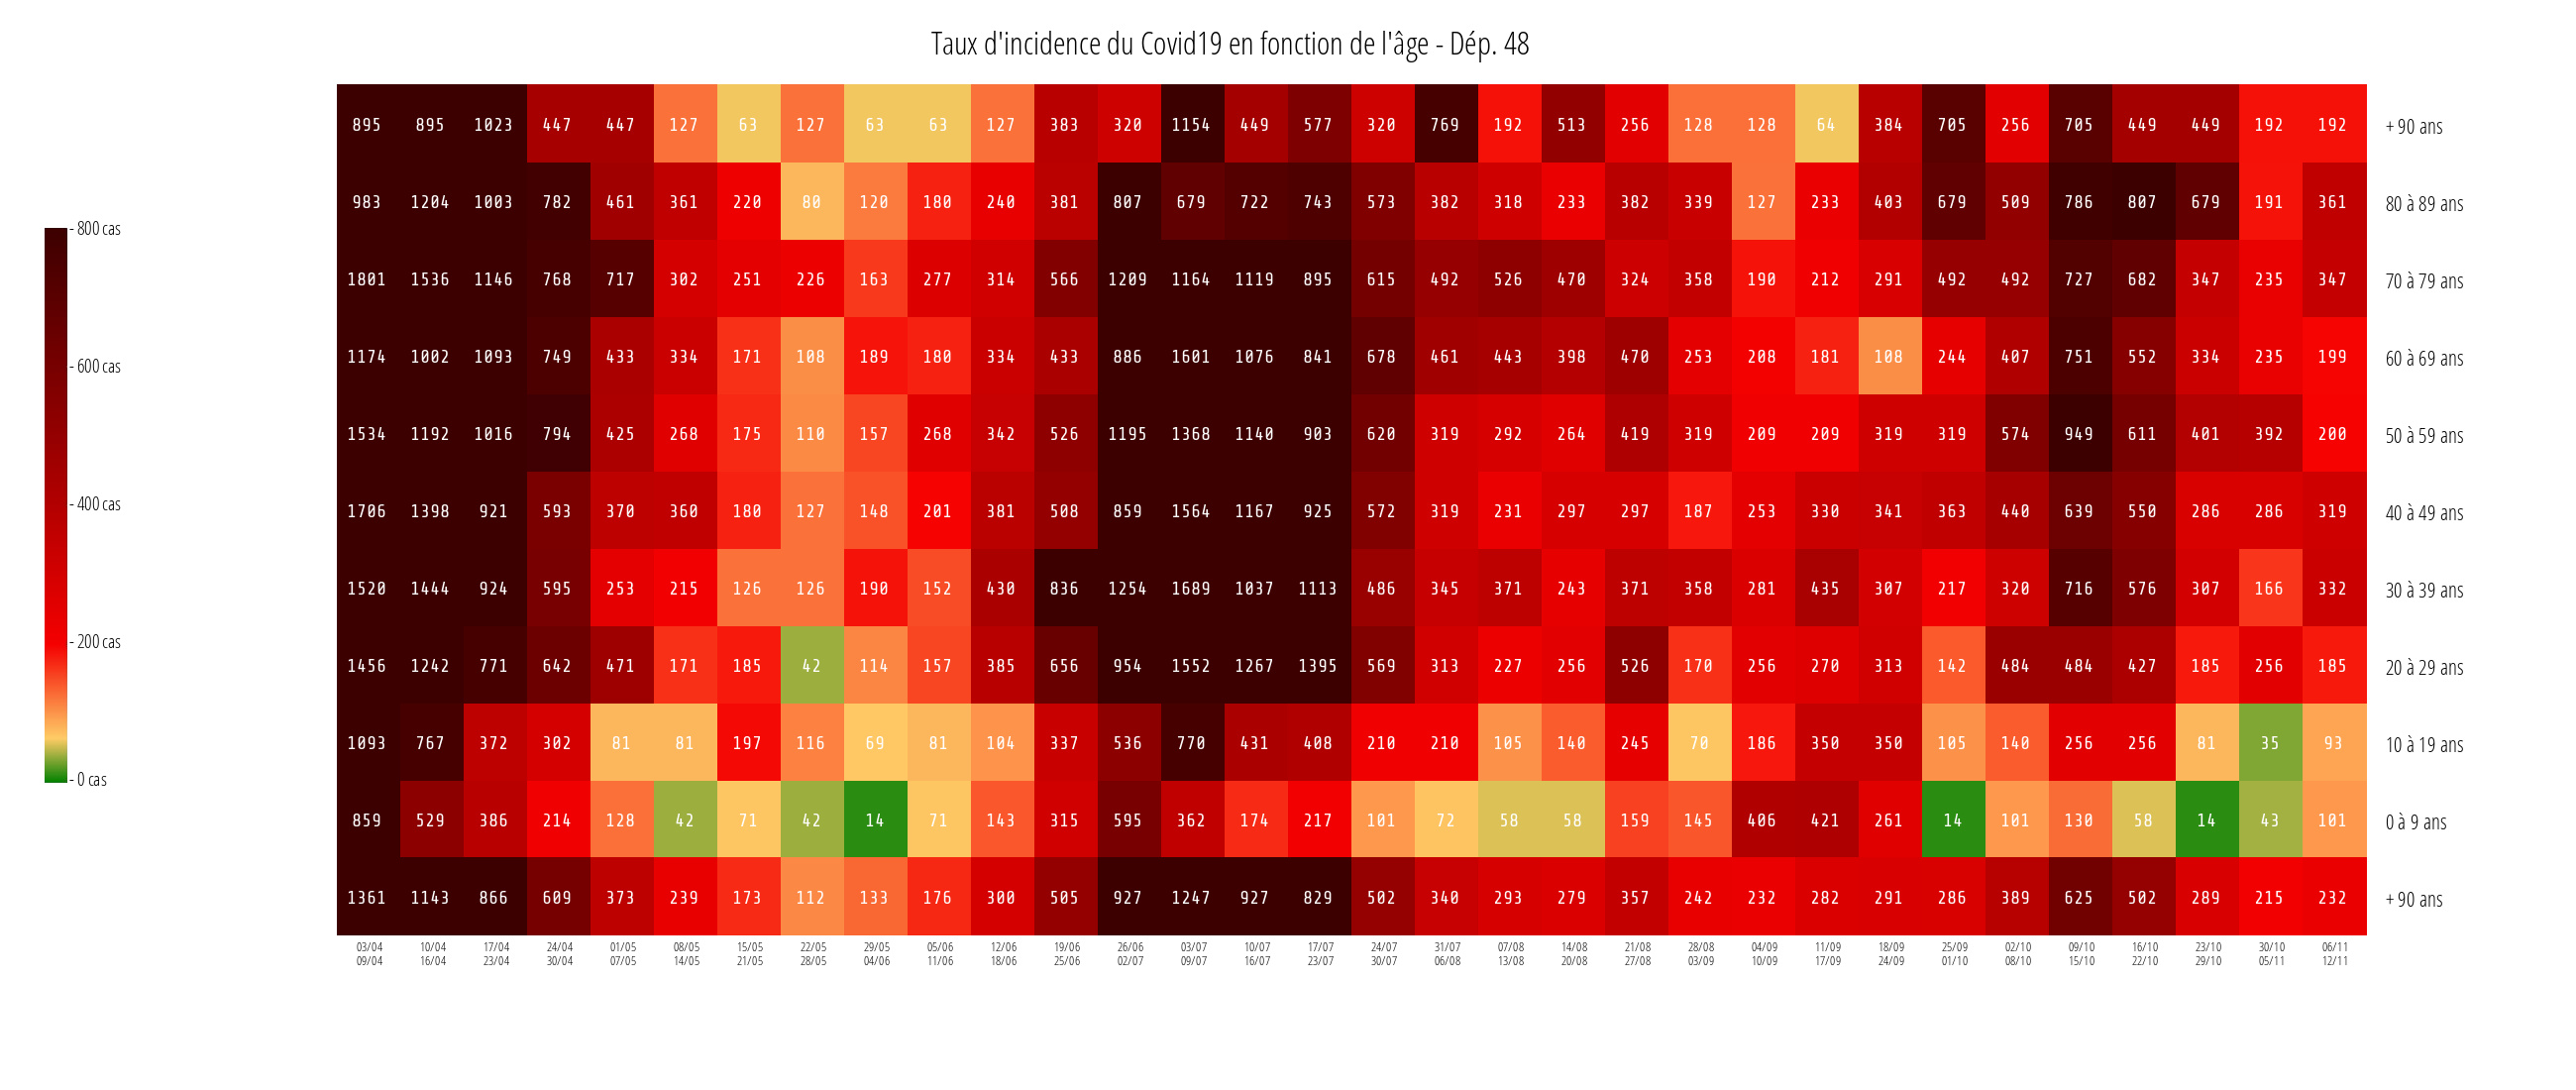 Taux d'incidence du Covid19 en fonction de l'âge - Dép. 48
895 895 1023 447 447 127 63 127 63 63 127 383 320 1154 449 577 320 769 192 513 256 128 128 64 384 705 256 705 449 449 192 192 + 90 ans
983 1204 1003 782 461 361 220 80 120 180 240 381 807 679 722 743 573 382 318 233 382 339 127 233 403 679 509 786 807 679 191 361 80 à 89 ans
1801 1536 1146 768 717 302 251 226 163 277 314 566 1209 1164 1119 895 615 492 526 470 324 358 190 212 291 492 492 727 682 347 235 347 70 à 79 ans
1174 1002 1093 749 433 334 171 108 189 180 334 433 886 1601 1076 841 678 461 443 398 470 253 208 181 108 244 407 751 552 334 235 199 60 à 69 ans
1534 1192 1016 794 425 268 175 110 157 268 342 526 1195 1368 1140 903 620 319 292 264 419 319 209 209 319 319 574 949 611 401 392 200 50 à 59 ans
1706 1398 921 593 370 360 180 127 148 201 381 508 859 1564 1167 925 572 319 231 297 297 187 253 330 341 363 440 639 550 286 286 319 40 à 49 ans
1520 1444 924 595 253 215 126 126 190 152 430 836 1254 1689 1037 1113 486 345 371 243 371 358 281 435 307 217 320 716 576 307 166 332 30 à 39 ans
1456 1242 771 642 471 171 185 42 114 157 385 656 954 1552 1267 1395 569 313 227 256 526 170 256 270 313 142 484 484 427 185 256 185 20 à 29 ans
1093 767 372 302 81 81 197 116 69 81 104 337 536 770 431 408 210 210 105 140 245 70 186 350 350 105 140 256 256 81 35 93 10 à 19 ans
859 529 386 214 128 42 71 42 14 71 143 315 595 362 174 217 101 72 58 58 159 145 406 421 261 14 101 130 58 14 43 101 0 à 9 ans
1361 1143 866 609 373 239 173 112 133 176 300 505 927 1247 927 829 502 340 293 279 357 242 232 282 291 286 389 625 502 289 215 232 + 90 ans
03/04 10/04 17/04 24/04 01/05 08/05 15/05 22/05 29/05 05/06 12/06 19/06 26/06 03/07 10/07 17/07 24/07 31/07 07/08 14/08 21/08 28/08 04/09 11/09 18/09 25/09 02/10 09/10 16/10 23/10 30/10 06/11
09/04 16/04 23/04 30/04 07/05 14/05 21/05 28/05 04/06 11/06 18/06 25/06 02/07 09/07 16/07 23/07 30/07 06/08 13/08 20/08 27/08 03/09 10/09 17/09 24/09 01/10 08/10 15/10 22/10 29/10 05/11 12/11
- 800 cas
- 600 cas
- 400 cas
- 200 cas
- 0 cas